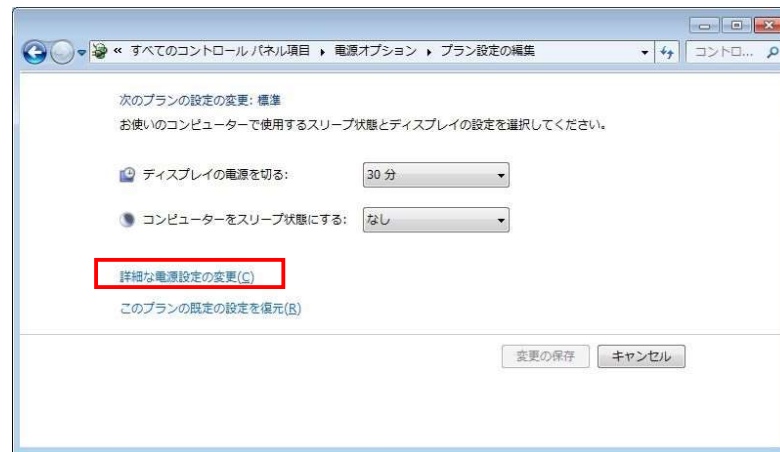 « すべてのコントロール パネル項目 ▸ 電源オプション ▸ プラン設定の編集
コントロ...
次のプランの設定の変更: 標準
お使いのコンピューターで使用するスリープ状態とディスプレイの設定を選択してください。
ディスプレイの電源を切る: 30 分
コンピューターをスリープ状態にする: なし
詳細な電源設定の変更(C)
このプランの既定の設定を復元(R)
変更の保存 キャンセル